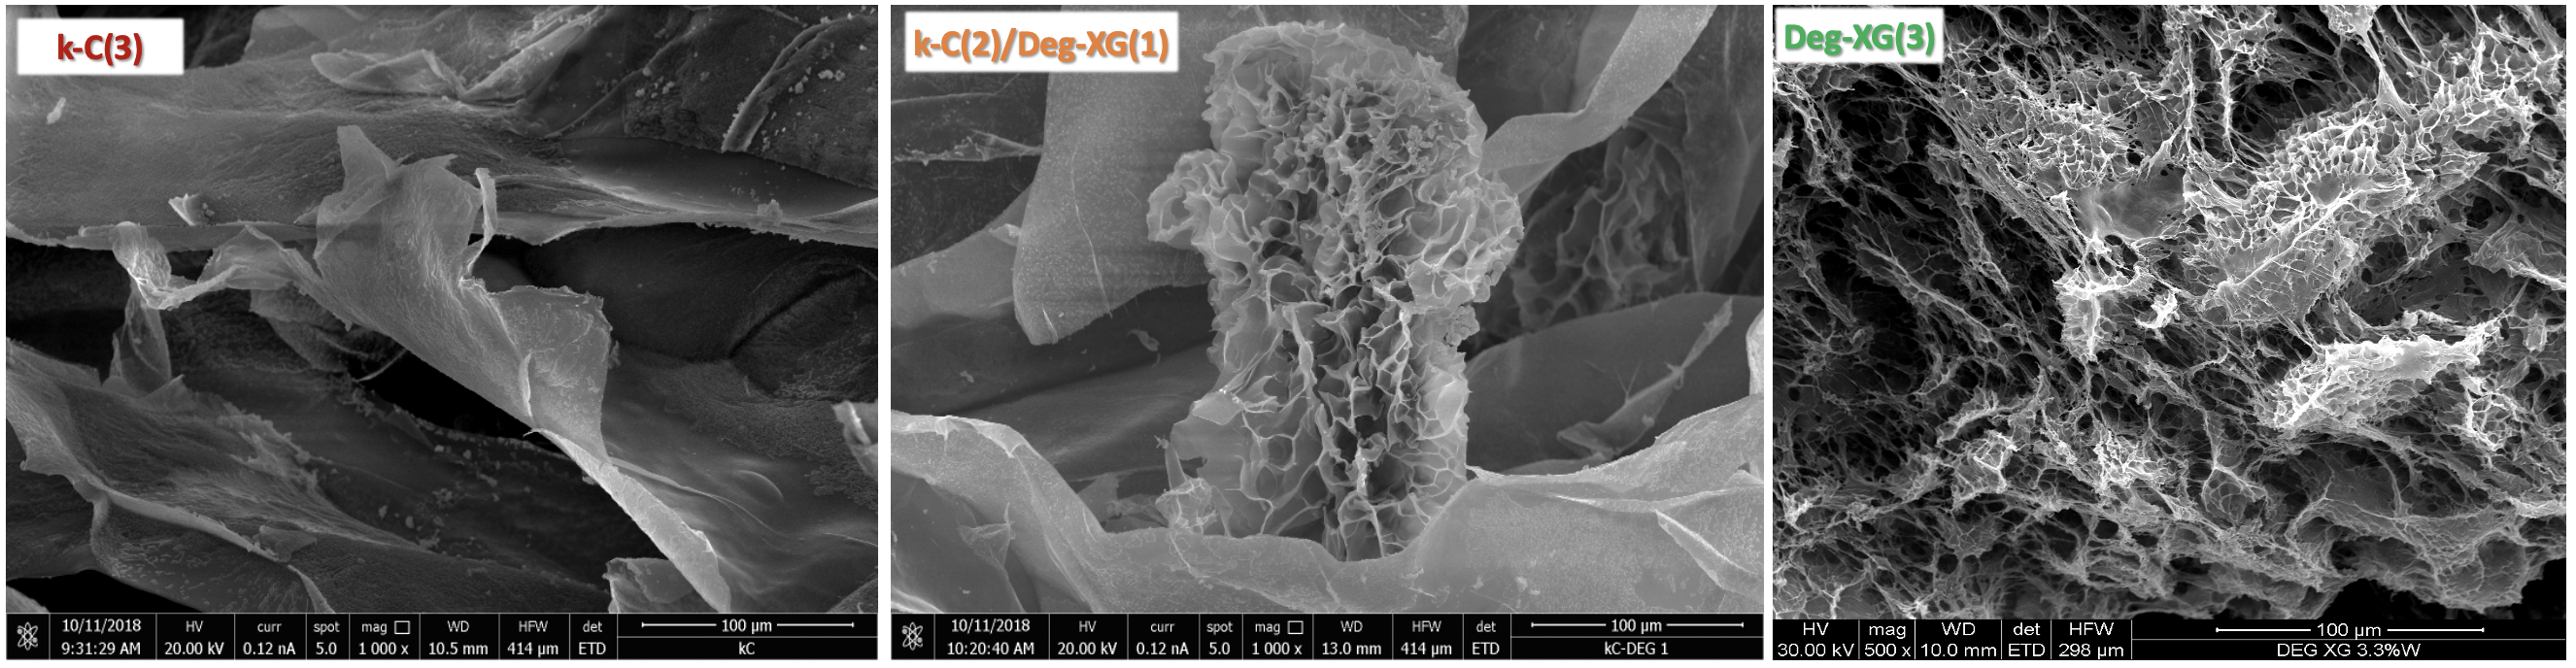 k-C(3)
10/11/2018 HV curr spot mag WD HFW det 100 µm
9:31:29 AM 20.00 kV 0.12 nA 5.0 1 000 x 10.5 mm 414 µm ETD kC
k-C(2)/Deg-XG(1)
10/11/2018 HV curr spot mag WD HFW det 100 µm
10:20:40 AM 20.00 kV 0.12 nA 5.0 1 000 x 13.0 mm 414 µm ETD kC-DEG 1
Deg-XG(3)
HV mag WD det HFW 100 µm
30.00 kV 500 x 10.0 mm ETD 298 µm DEG XG 3.3%W